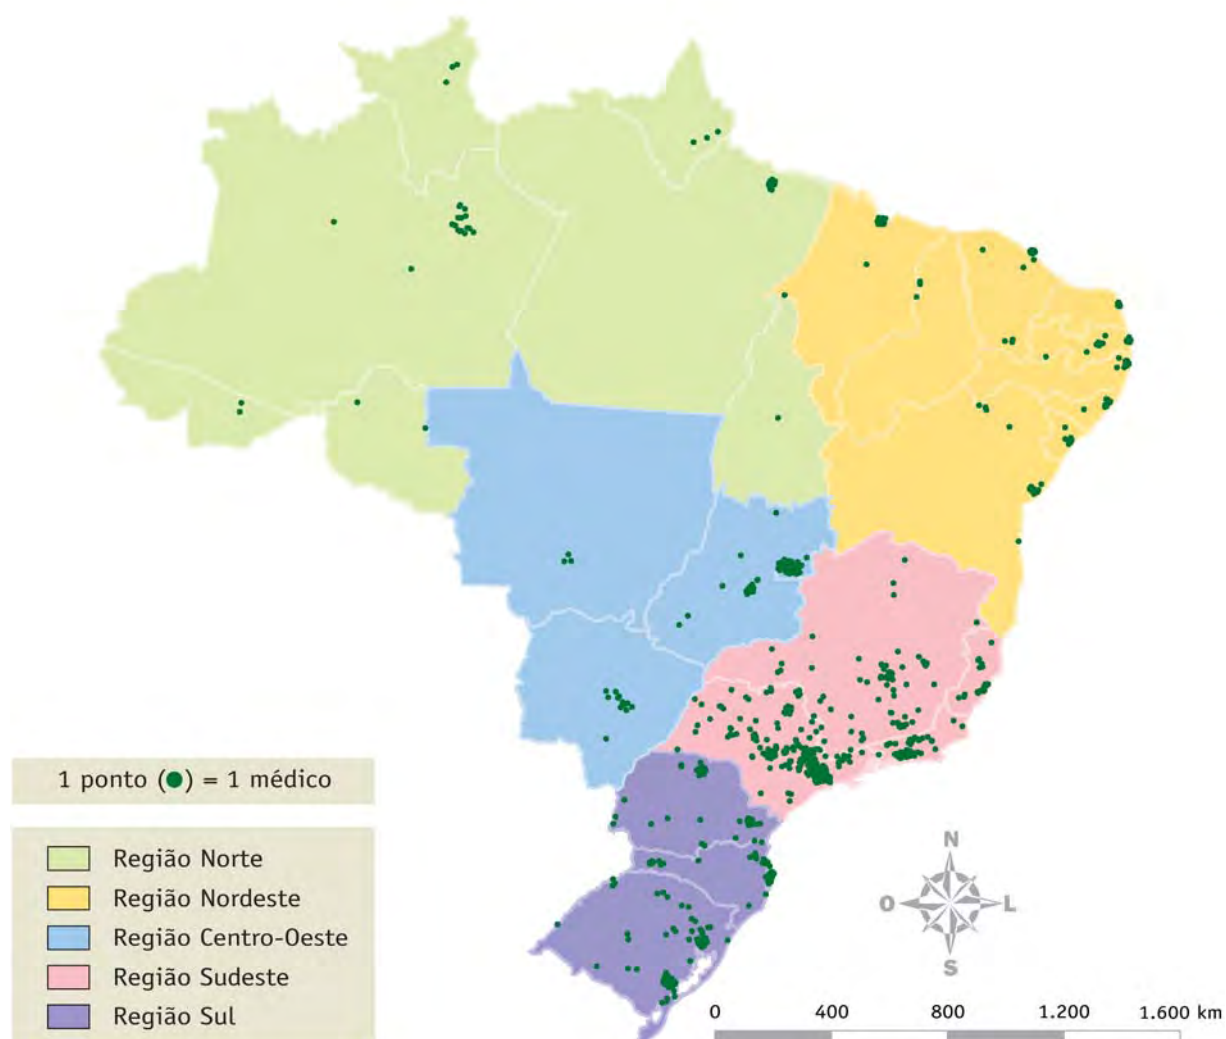 1 ponto (●) = 1 médico
Região Norte
Região Nordeste
Região Centro-Oeste
Região Sudeste
Região Sul
N
O L
S
0 400 800 1.200 1.600 km